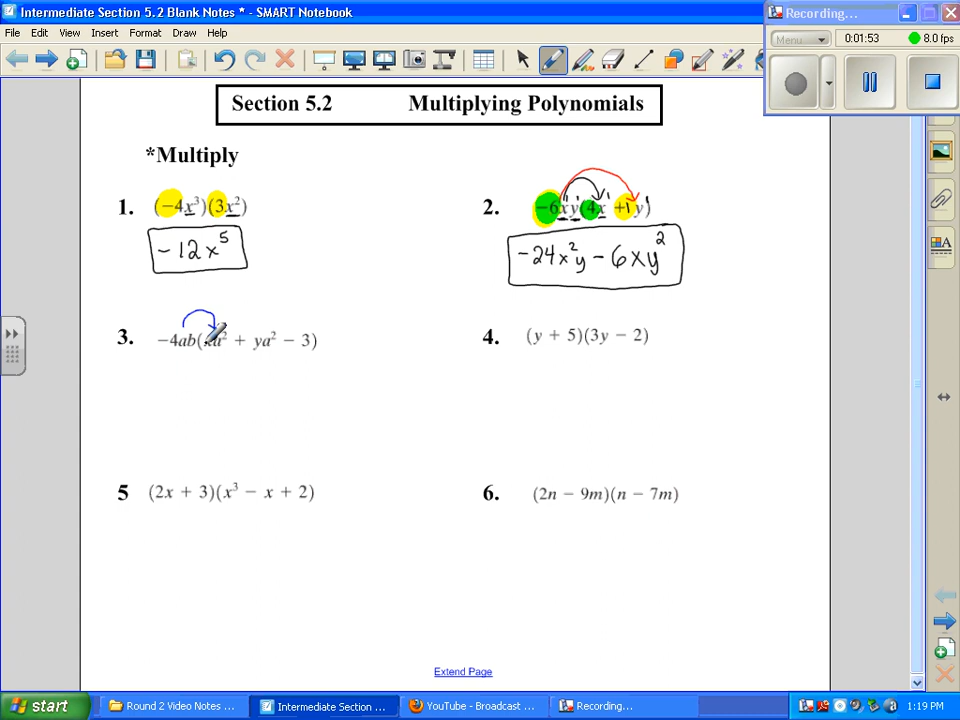 Intermediate Section 5.2 Blank Notes * - SMART Notebook
Recording...
File Edit View Insert Format Draw Help
Menu 0:01:53 8.0 fps
Section 5.2 Multiplying Polynomials
*Multiply
1. (−4x³)(3x²)
−12x⁵
2. −6xy(4x + 1y)
−24x²y − 6xy²
3. −4ab( + ya² − 3)
4. (y + 5)(3y − 2)
5 (2x + 3)(x³ − x + 2)
6. (2n − 9m)(n − 7m)
Extend Page
start Round 2 Video Notes ... Intermediate Section ... YouTube - Broadcast ... Recording... 1:19 PM